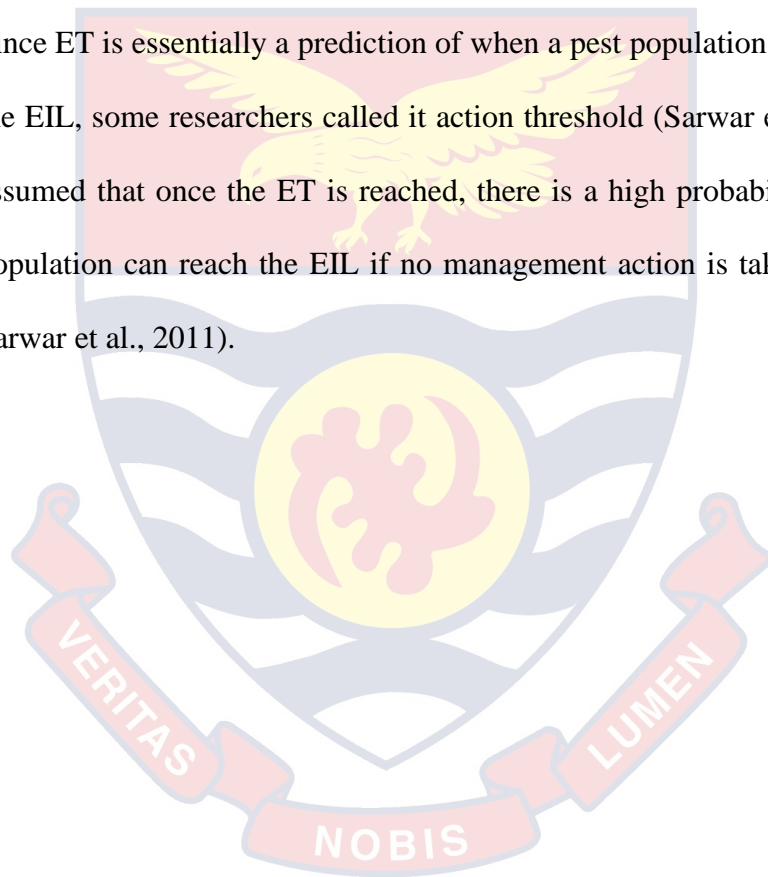 ince ET is essentially a prediction of when a pest population
e EIL, some researchers called it action threshold (Sarwar e
ssumed that once the ET is reached, there is a high probabi
opulation can reach the EIL if no management action is tak
arwar et al., 2011).
VERITAS
NOBIS
LUMEN